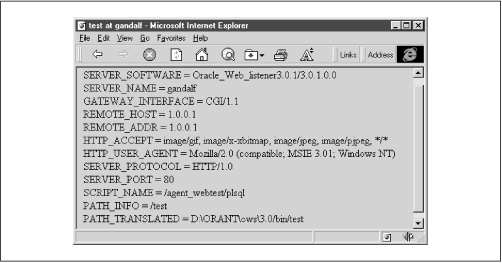 test at gandalf - Microsoft Internet Explorer
File Edit View Go Favorites Help
Links Address
SERVER_SOFTWARE = Oracle_Web_listener3.0.1/3.0.1.0.0
SERVER_NAME = gandalf
GATEWAY_INTERFACE = CGI/1.1
REMOTE_HOST = 1.0.0.1
REMOTE_ADDR = 1.0.0.1
HTTP_ACCEPT = image/gif, image/x-xbitmap, image/jpeg, image/pjpeg, */*
HTTP_USER_AGENT = Mozilla/2.0 (compatible; MSIE 3.01; Windows NT)
SERVER_PROTOCOL = HTTP/1.0
SERVER_PORT = 80
SCRIPT_NAME = /agent_webtest/plsql
PATH_INFO = /test
PATH_TRANSLATED = D:\ORANT\ows\3.0/bin/test